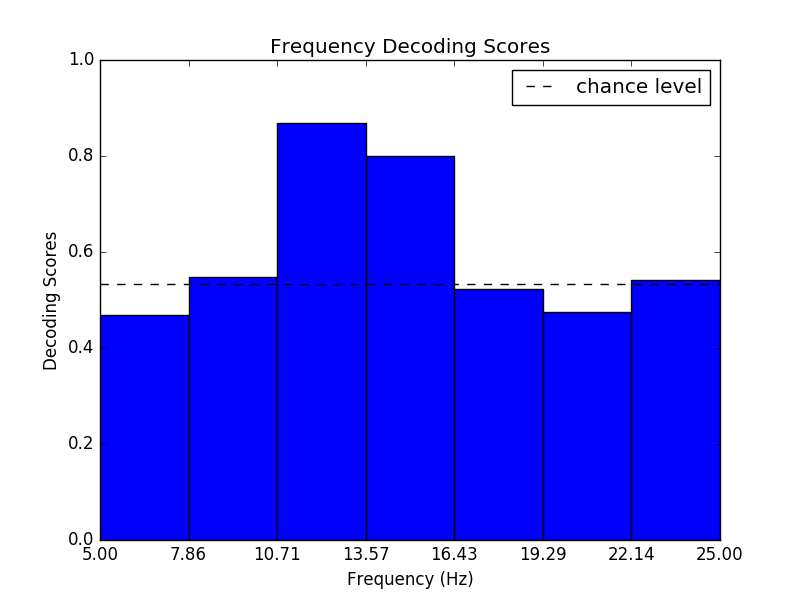 Frequency Decoding Scores
chance level
1.0
0.8
0.6
0.4
0.2
0.0
Decoding Scores
5.00 7.86 10.71 13.57 16.43 19.29 22.14 25.00
Frequency (Hz)